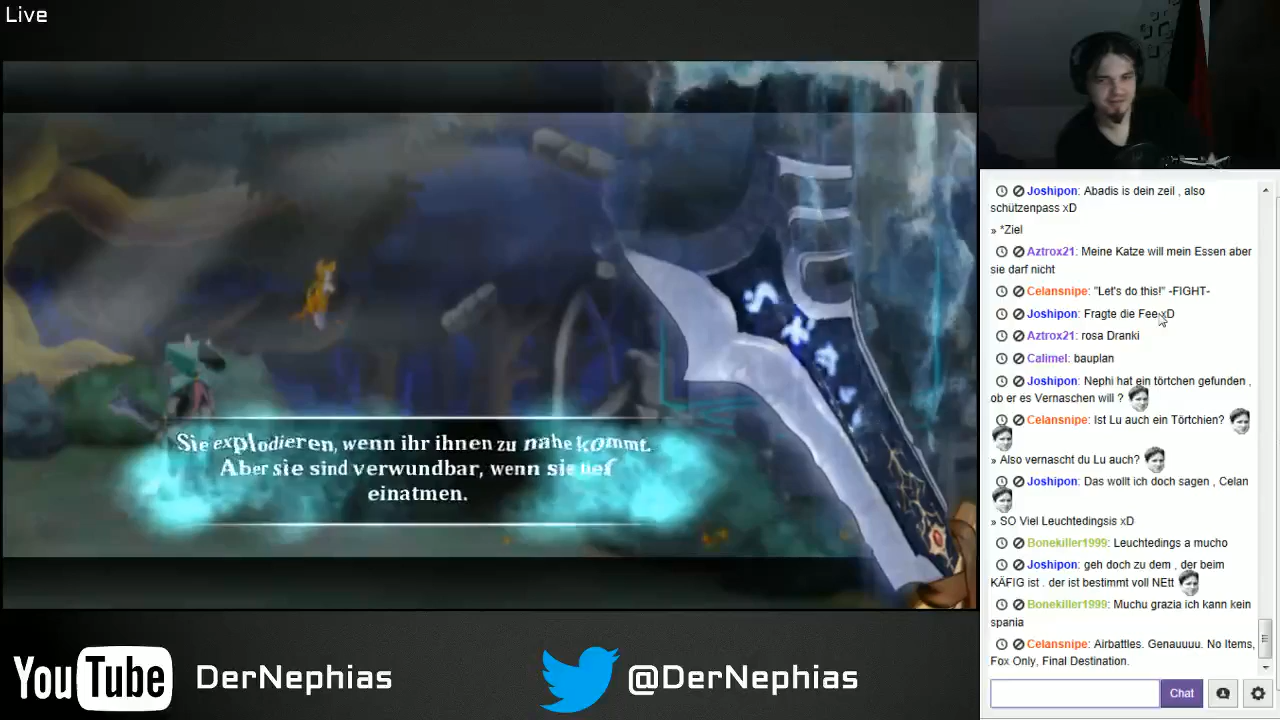 Live
Sie explodieren, wenn ihr ihnen zu nahe kommt.
Aber sie sind verwundbar, wenn sie tief
einatmen.
YouTube DerNephias
@DerNephias
Joshipon: Abadis is dein zeil , also
schützenpass xD
» *Ziel
Aztrox21: Meine Katze will mein Essen aber
sie darf nicht
Celansnipe: "Let's do this!" -FIGHT-
Joshipon: Fragte die Fee xD
Aztrox21: rosa Dranki
Calimel: bauplan
Joshipon: Nephi hat ein törtchen gefunden ,
ob er es Vernaschen will ?
Celansnipe: Ist Lu auch ein Törtchen?
» Also vernascht du Lu auch?
Joshipon: Das wollt ich doch sagen , Celan
» SO Viel Leuchtedingsis xD
Bonekiller1999: Leuchtedings a mucho
Joshipon: geh doch zu dem , der beim
KÄFIG ist . der ist bestimmt voll NEtt
Bonekiller1999: Muchu grazia ich kann kein
spania
Celansnipe: Airbattles. Genauuuu. No Items,
Fox Only, Final Destination.
Chat